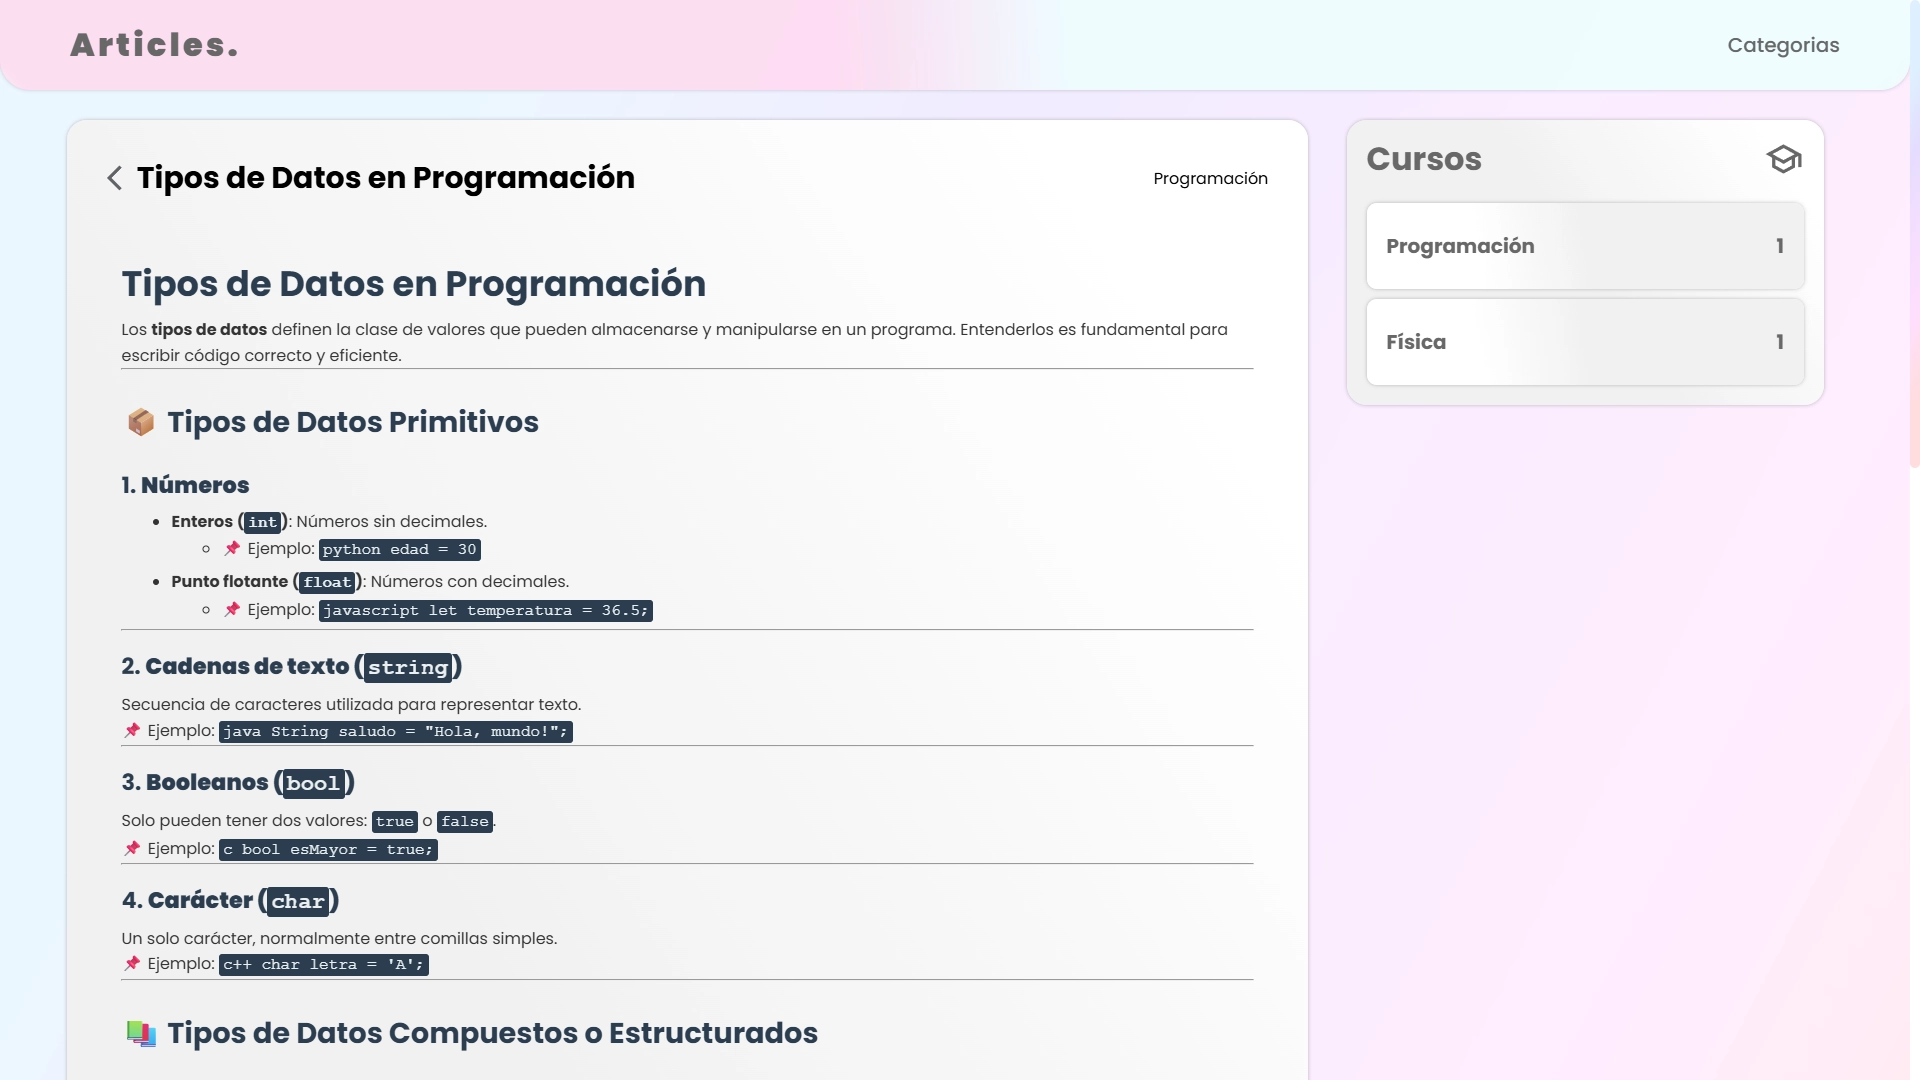 Articles.
Categorias
Tipos de Datos en Programación
Programación
Tipos de Datos en Programación
Los tipos de datos definen la clase de valores que pueden almacenarse y manipularse en un programa. Entenderlos es fundamental para
escribir código correcto y eficiente.
📦 Tipos de Datos Primitivos
1. Números
• Enteros (int): Números sin decimales.
◦ 📌 Ejemplo: python edad = 30
• Punto flotante (float): Números con decimales.
◦ 📌 Ejemplo: javascript let temperatura = 36.5;
2. Cadenas de texto (string)
Secuencia de caracteres utilizada para representar texto.
📌 Ejemplo: java String saludo = "Hola, mundo!";
3. Booleanos (bool)
Solo pueden tener dos valores: true o false.
📌 Ejemplo: c bool esMayor = true;
4. Carácter (char)
Un solo carácter, normalmente entre comillas simples.
📌 Ejemplo: c++ char letra = 'A';
📚 Tipos de Datos Compuestos o Estructurados
Cursos
Programación 1
Física 1